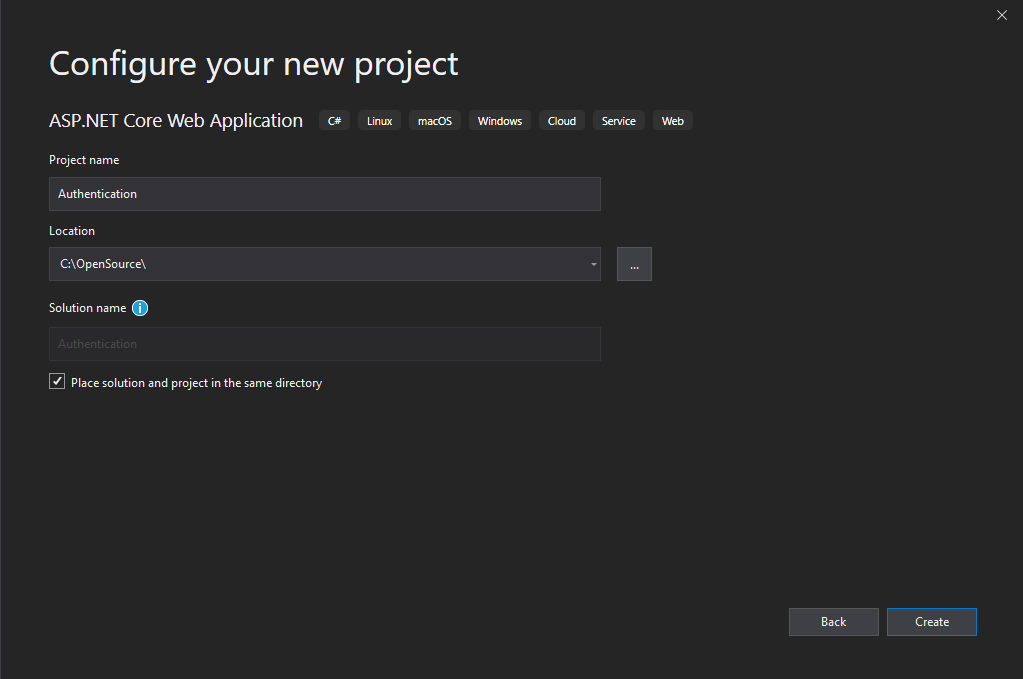 Configure your new project
ASP.NET Core Web Application C# Linux macOS Windows Cloud Service Web
Project name
Authentication
Location
C:\OpenSource\
...
Solution name i
Authentication
Place solution and project in the same directory
Back Create